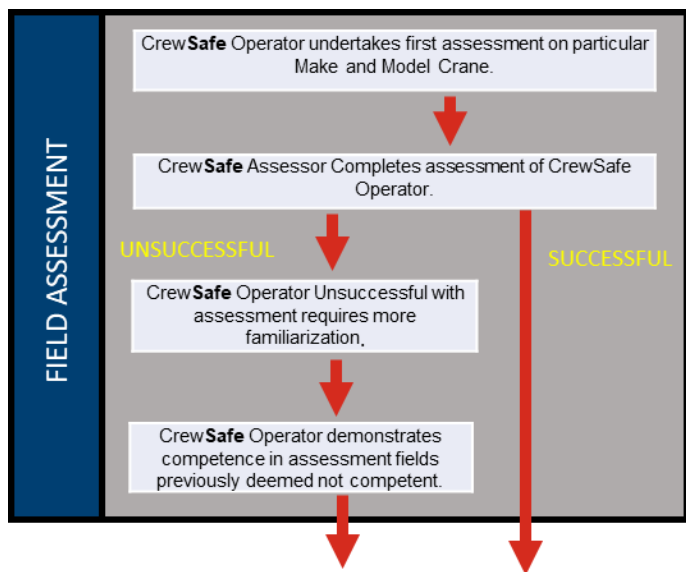 FIELD ASSESSMENT
CrewSafe Operator undertakes first assessment on particular
Make and Model Crane.
CrewSafe Assessor Completes assessment of CrewSafe
Operator.
UNSUCCESSFUL
SUCCESSFUL
CrewSafe Operator Unsuccessful with
assessment requires more
familiarization.
CrewSafe Operator demonstrates
competence in assessment fields
previously deemed not competent.